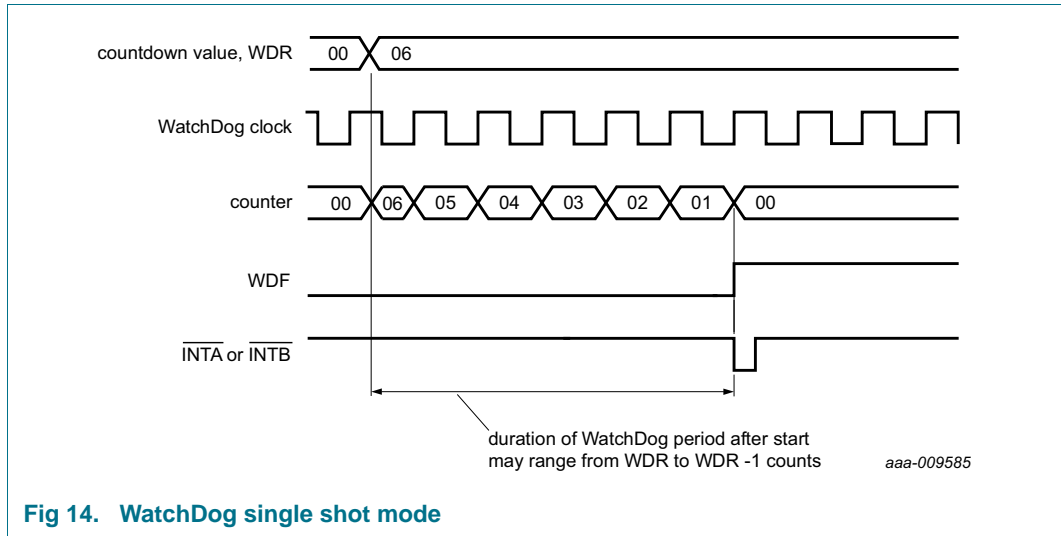 countdown value, WDR 00 06
WatchDog clock
counter 00 06 05 04 03 02 01 00
WDF
INTA or INTB
duration of WatchDog period after start
may range from WDR to WDR -1 counts
aaa-009585
Fig 14. WatchDog single shot mode